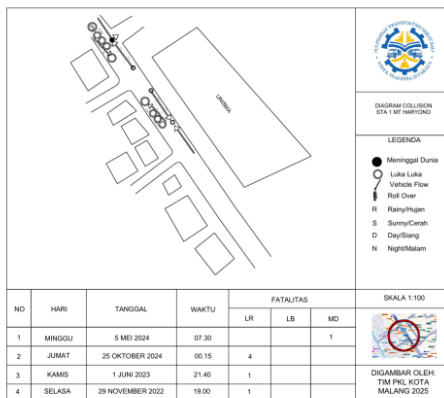 UNISMA
DIAGRAM COLLISION
STA 1 MT HARYONO
LEGENDA
Meninggal Dunia
Luka Luka
Vehicle Flow
Roll Over
R Rainy/Hujan
S Sunny/Cerah
D Day/Siang
N Night/Malam
NO HARI TANGGAL WAKTU FATALITAS
LR LB MD
1 MINGGU 5 MEI 2024 07.30 1
2 JUMAT 25 OKTOBER 2024 00.15 4
3 KAMIS 1 JUNI 2023 21.40 1
4 SELASA 29 NOVEMBER 2022 19.00 1
SKALA 1:100
DIGAMBAR OLEH:
TIM PKL KOTA
MALANG 2025